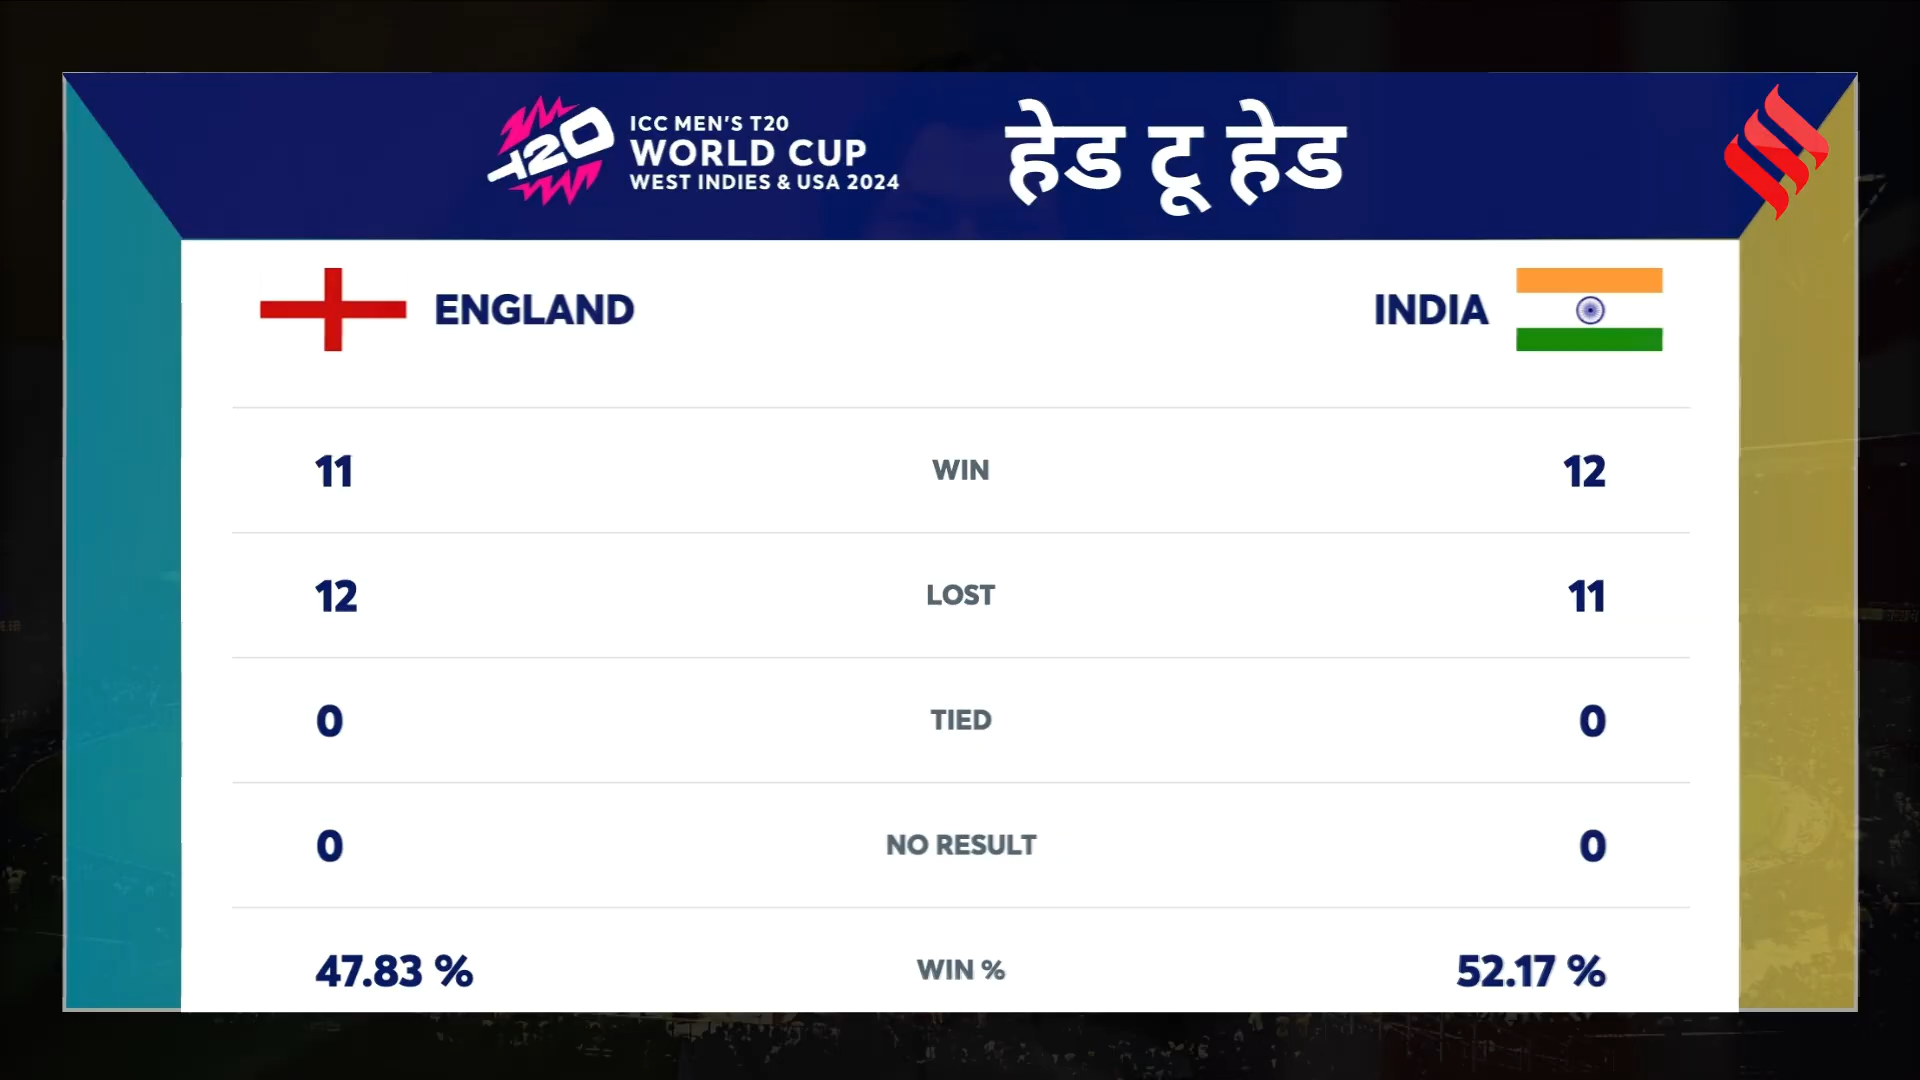 T20
ICC MEN'S T20
WORLD CUP
WEST INDIES & USA 2024
हेड टू हेड
ENGLAND INDIA
11 WIN 12
12 LOST 11
0 TIED 0
0 NO RESULT 0
47.83 % WIN % 52.17 %